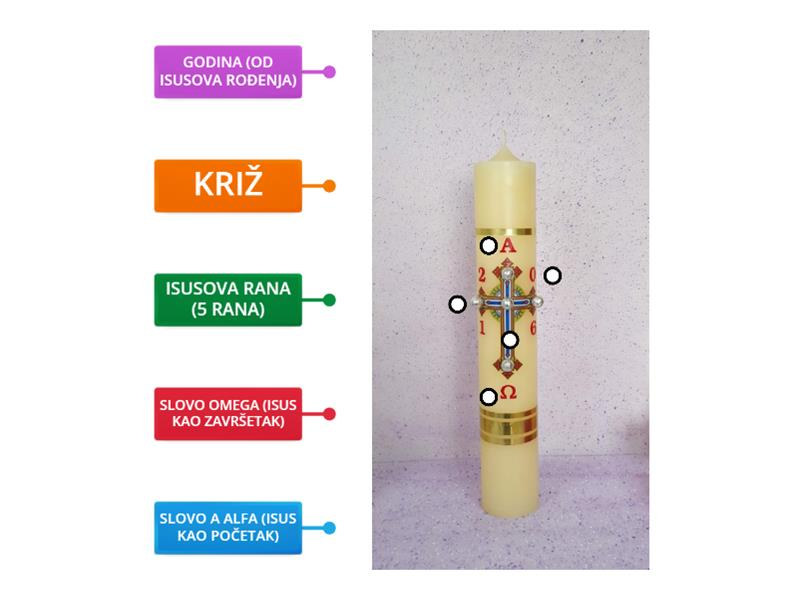 GODINA (OD
ISUSOVA ROĐENJA)
KRIŽ
ISUSOVA RANA
(5 RANA)
SLOVO OMEGA (ISUS
KAO ZAVRŠETAK)
SLOVO A ALFA (ISUS
KAO POČETAK)
A
2 0
1 6
Ω